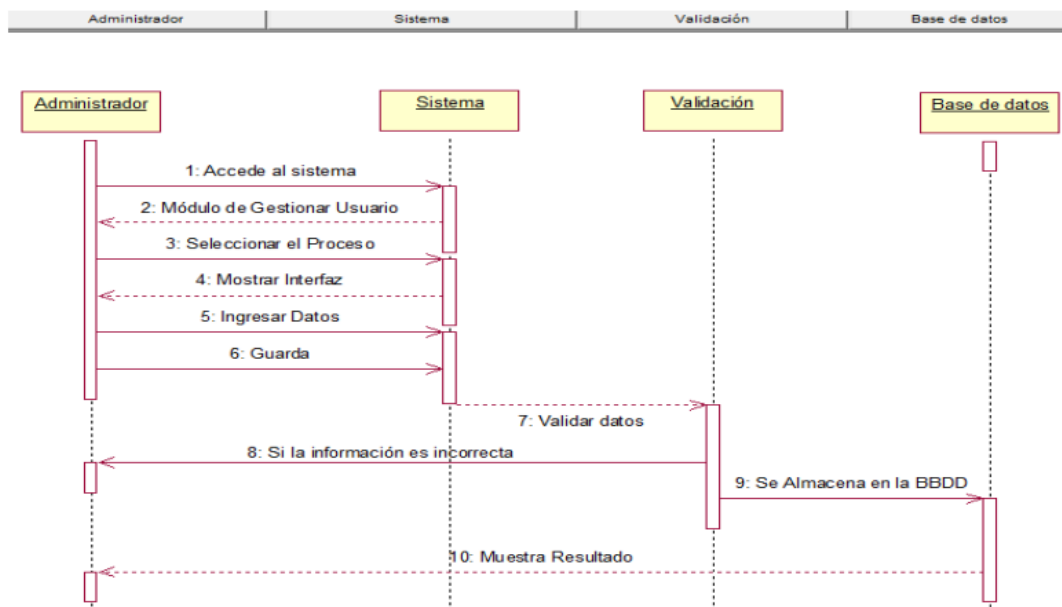 Administrador
Sistema
Validación
Base de datos
Administrador
Sistema
Validación
Base de datos
1: Accede al sistema
2: Módulo de Gestionar Usuario
3: Seleccionar el Proceso
4: Mostrar Interfaz
5: Ingresar Datos
6: Guarda
7: Validar datos
8: Si la información es incorrecta
9: Se Almacena en la BBDD
10: Muestra Resultado